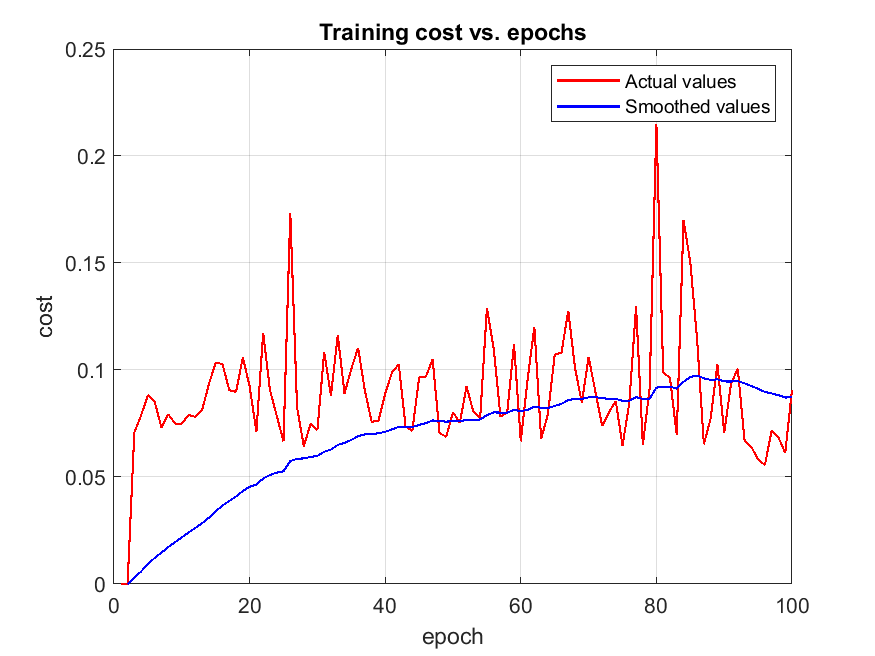 Training cost vs. epochs
0.25
Actual values
Smoothed values
0.2
0.15
cost
0.1
0.05
0
0 20 40 60 80 100
epoch